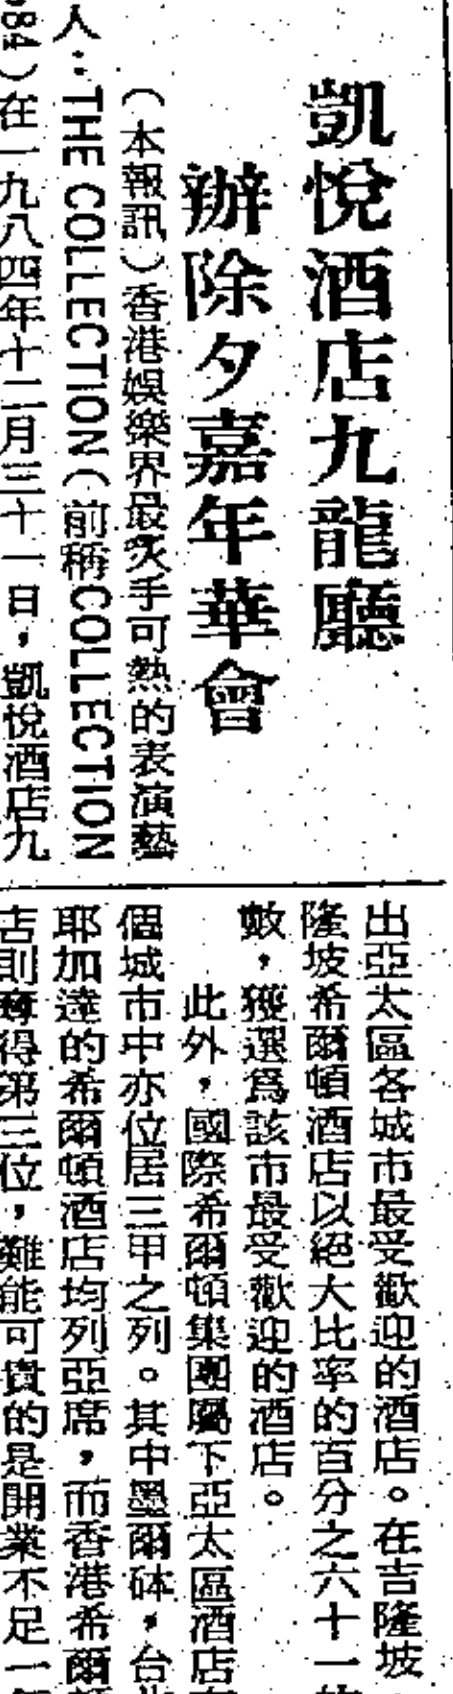 凱悅酒店九龍廳
辦除夕嘉年華會
(本報訊)香港娛樂界最炙手可熱的表演藝
人:THE COLLECTION(前稱COLLECTION
84)在一九八四年十二月三十一日,凱悅酒店九
出亞太區各城市最受歡迎的酒店。在吉隆坡,
隆坡希爾頓酒店以絕大比率的百分之六十一的
數,獲選爲該市最受歡迎的酒店。
此外,國際希爾頓集團屬下亞太區酒店
個城市中亦位居三甲之列。其中墨爾砵,台北
耶加達的希爾頓酒店均列亞席,而香港希爾頓
店則奪得第三位,難能可貴的是開業不足一年